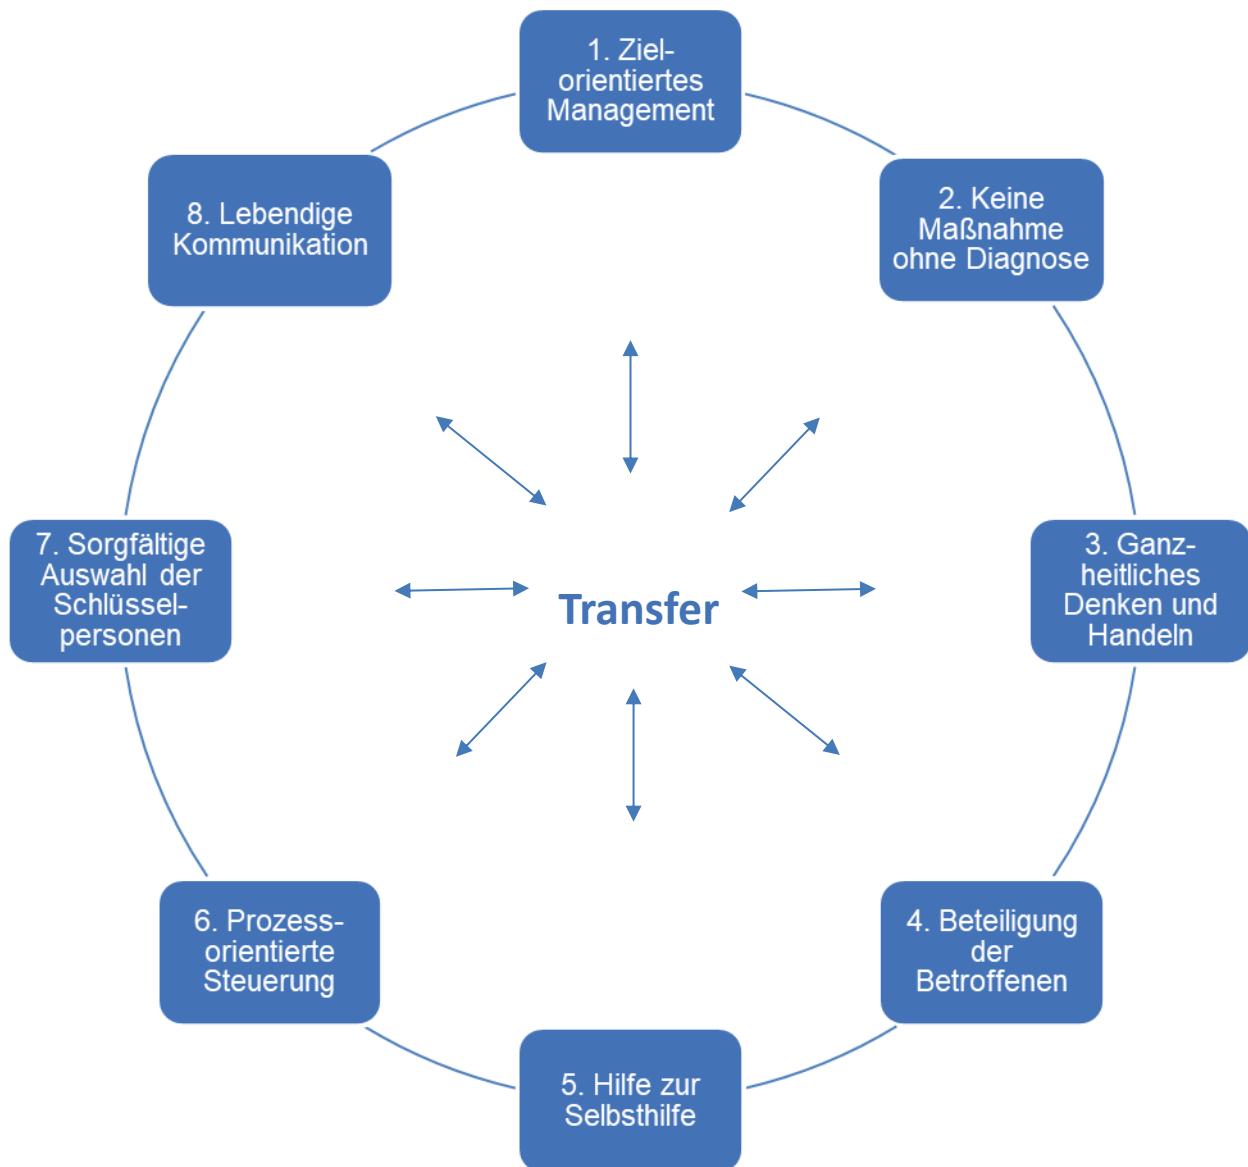 1. Ziel-
orientiertes
Management
2. Keine
Maßnahme
ohne Diagnose
3. Ganz-
heitliches
Denken und
Handeln
4. Beteiligung
der
Betroffenen
5. Hilfe zur
Selbsthilfe
6. Prozess-
orientierte
Steuerung
7. Sorgfältige
Auswahl der
Schlüssel-
personen
8. Lebendige
Kommunikation
Transfer